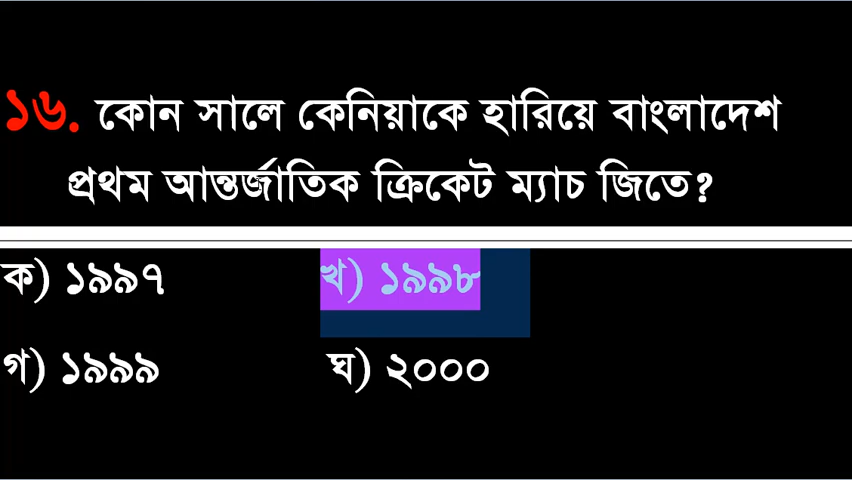 ১৬. কোন সালে কেনিয়াকে হারিয়ে বাংলাদেশ
প্রথম আন্তর্জাতিক ক্রিকেট ম্যাচ জিতে?
ক) ১৯৯৭ খ) ১৯৯৮
গ) ১৯৯৯ ঘ) ২০০০